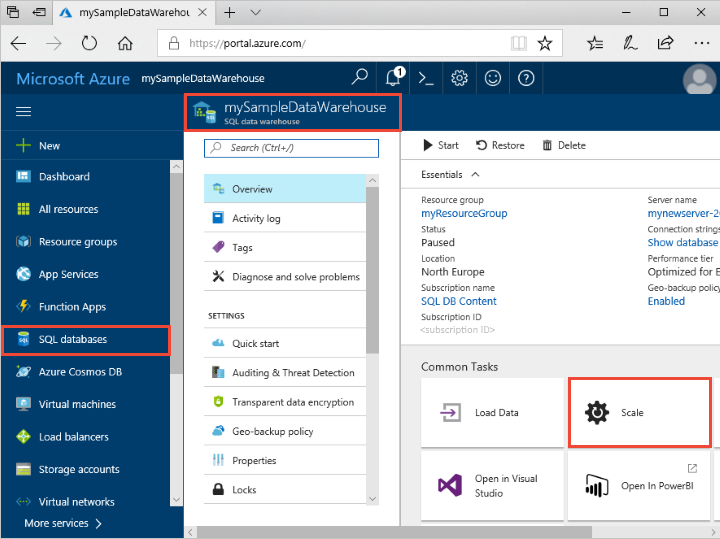 mySampleDataWarehou
https://portal.azure.com/
Microsoft Azure
mySampleDataWarehouse
1
mySampleDataWarehouse
SQL data warehouse
New
Dashboard
All resources
Resource groups
App Services
Function Apps
SQL databases
Azure Cosmos DB
Virtual machines
Load balancers
Storage accounts
Virtual networks
More services
Search (Ctrl+/)
Overview
Activity log
Tags
Diagnose and solve problems
SETTINGS
Quick start
Auditing & Threat Detection
Transparent data encryption
Geo-backup policy
Properties
Locks
Start
Restore
Delete
Essentials
Resource group
myResourceGroup
Status
Paused
Location
North Europe
Subscription name
SQL DB Content
Subscription ID
<subscription ID>
Server name
mynewserver-20
Connection strings
Show database
Performance tier
Optimized for E
Geo-backup policy
Enabled
Common Tasks
Load Data
Scale
Open in Visual
Studio
Open In PowerBI